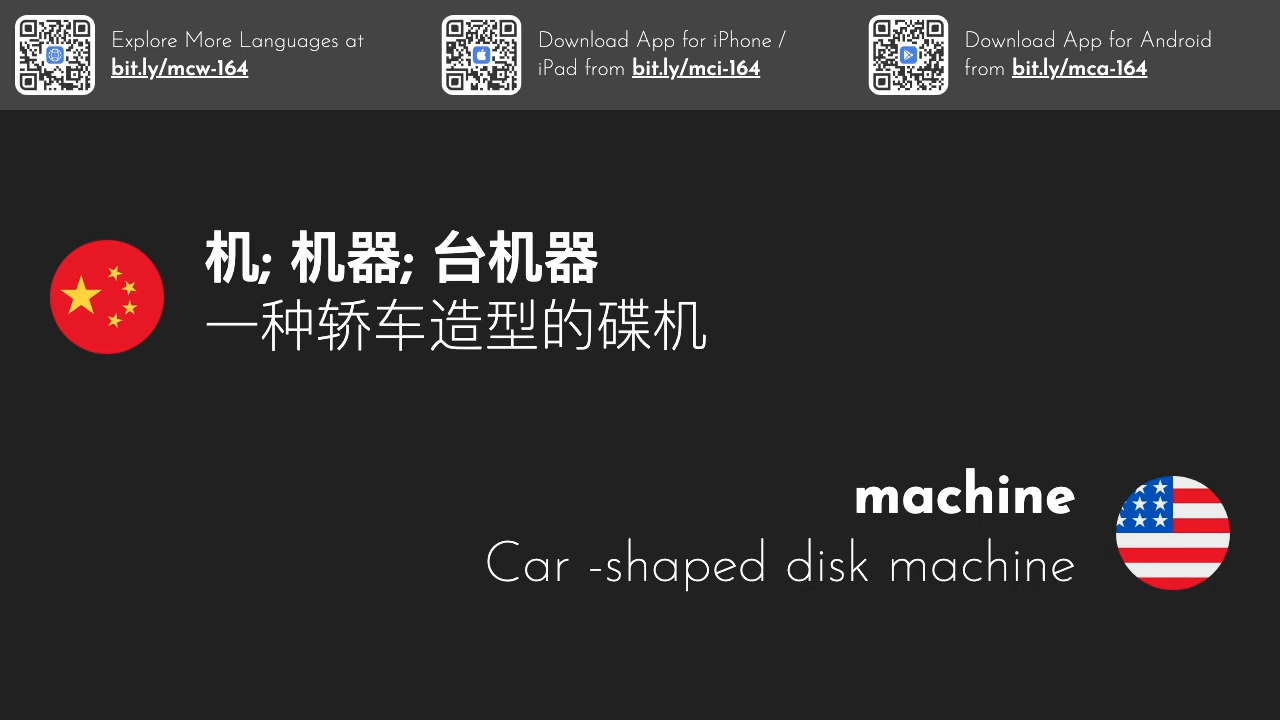 Explore More Languages at
bit.ly/mcw-164
Download App for iPhone /
iPad from bit.ly/mci-164
Download App for Android
from bit.ly/mca-164
机; 机器; 台机器
一种轿车造型的碟机
machine
Car -shaped disk machine